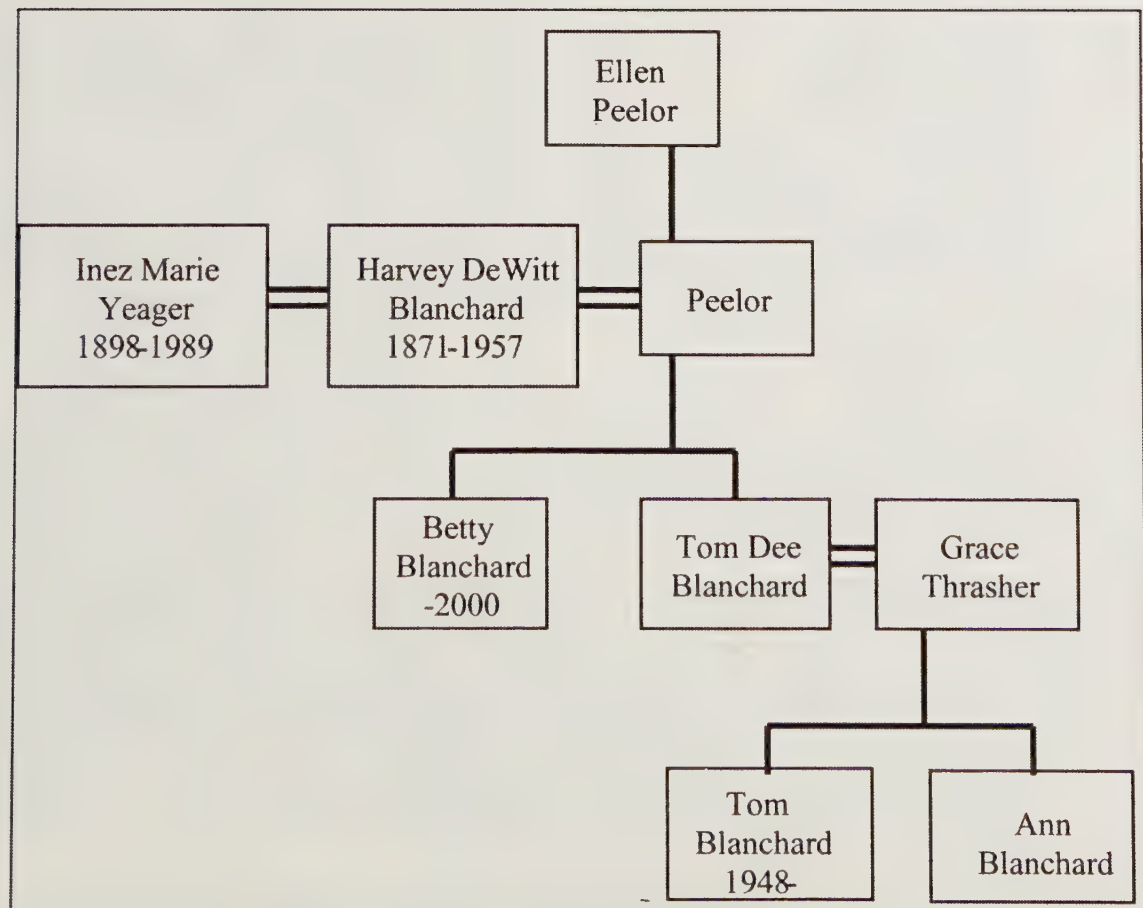 Ellen
Peelor
Inez Marie
Yeager
1898-1989
Harvey DeWitt
Blanchard
1871-1957
Peelor
Betty
Blanchard
-2000
Tom Dee
Blanchard
Grace
Thrasher
Tom
Blanchard
1948-
Ann
Blanchard